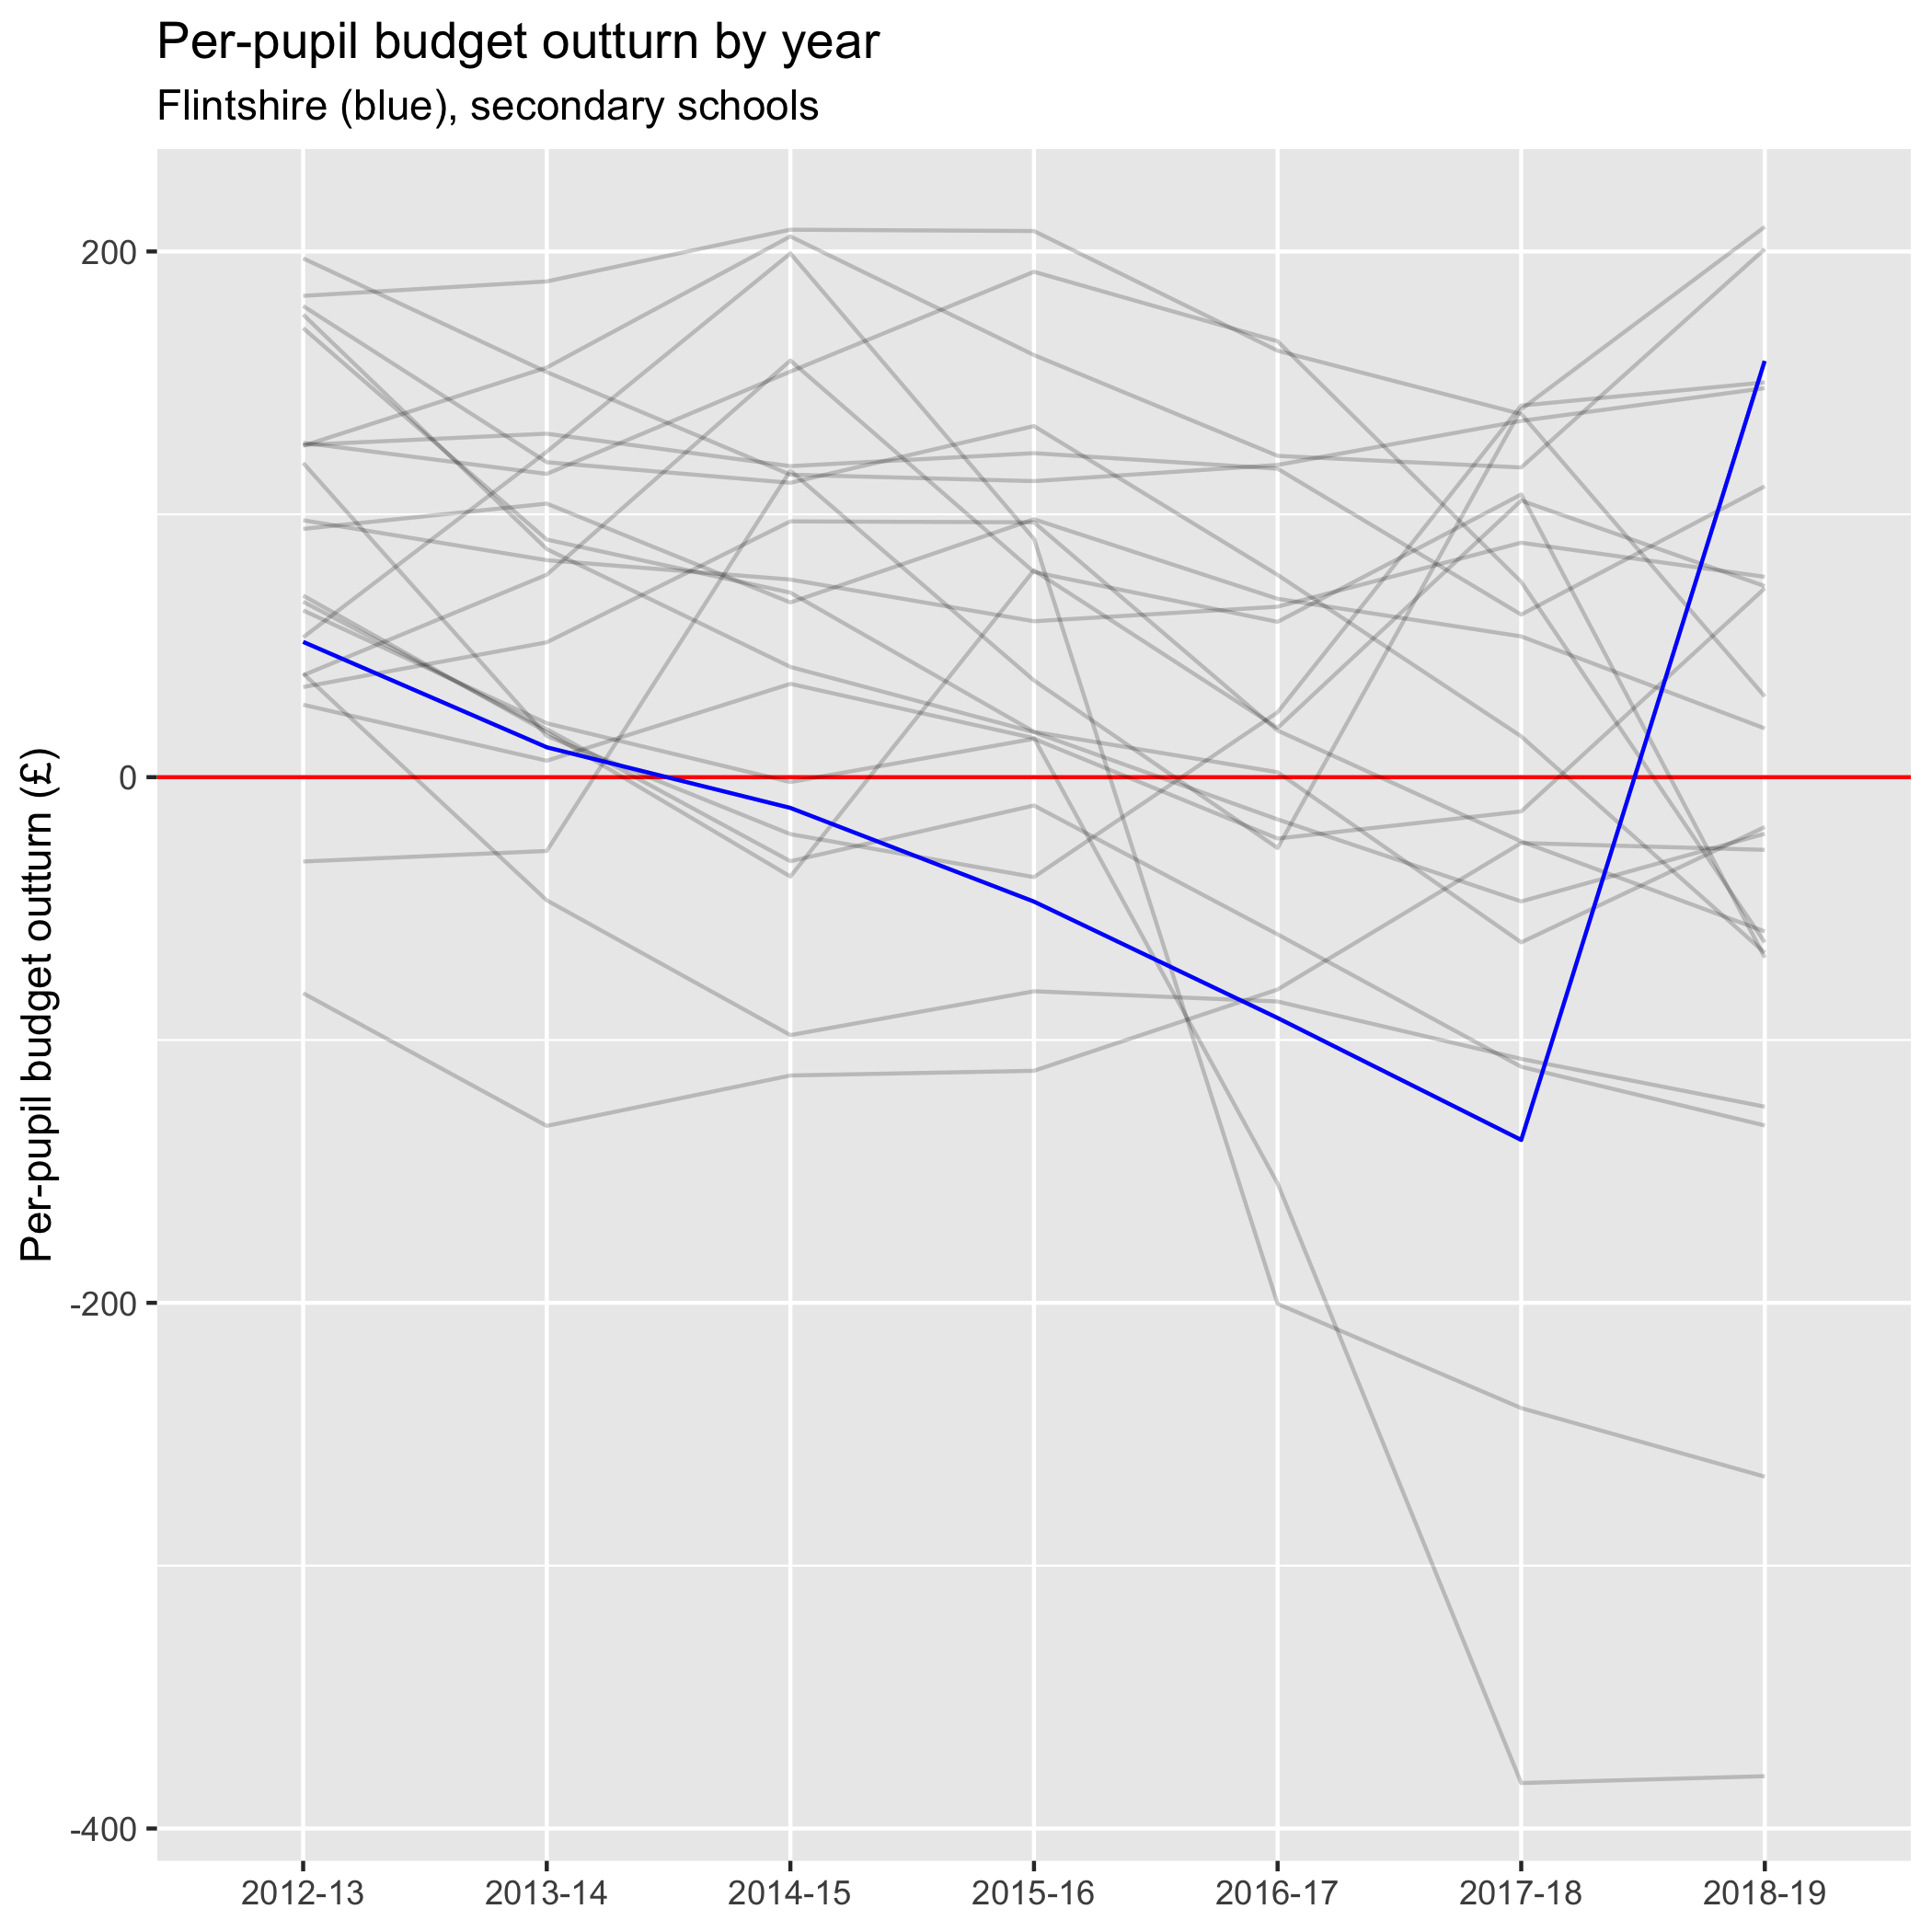 Per-pupil budget outturn by year
Flintshire (blue), secondary schools
Per-pupil budget outturn (£)
200
0
-200
-400
2012-13 2013-14 2014-15 2015-16 2016-17 2017-18 2018-19